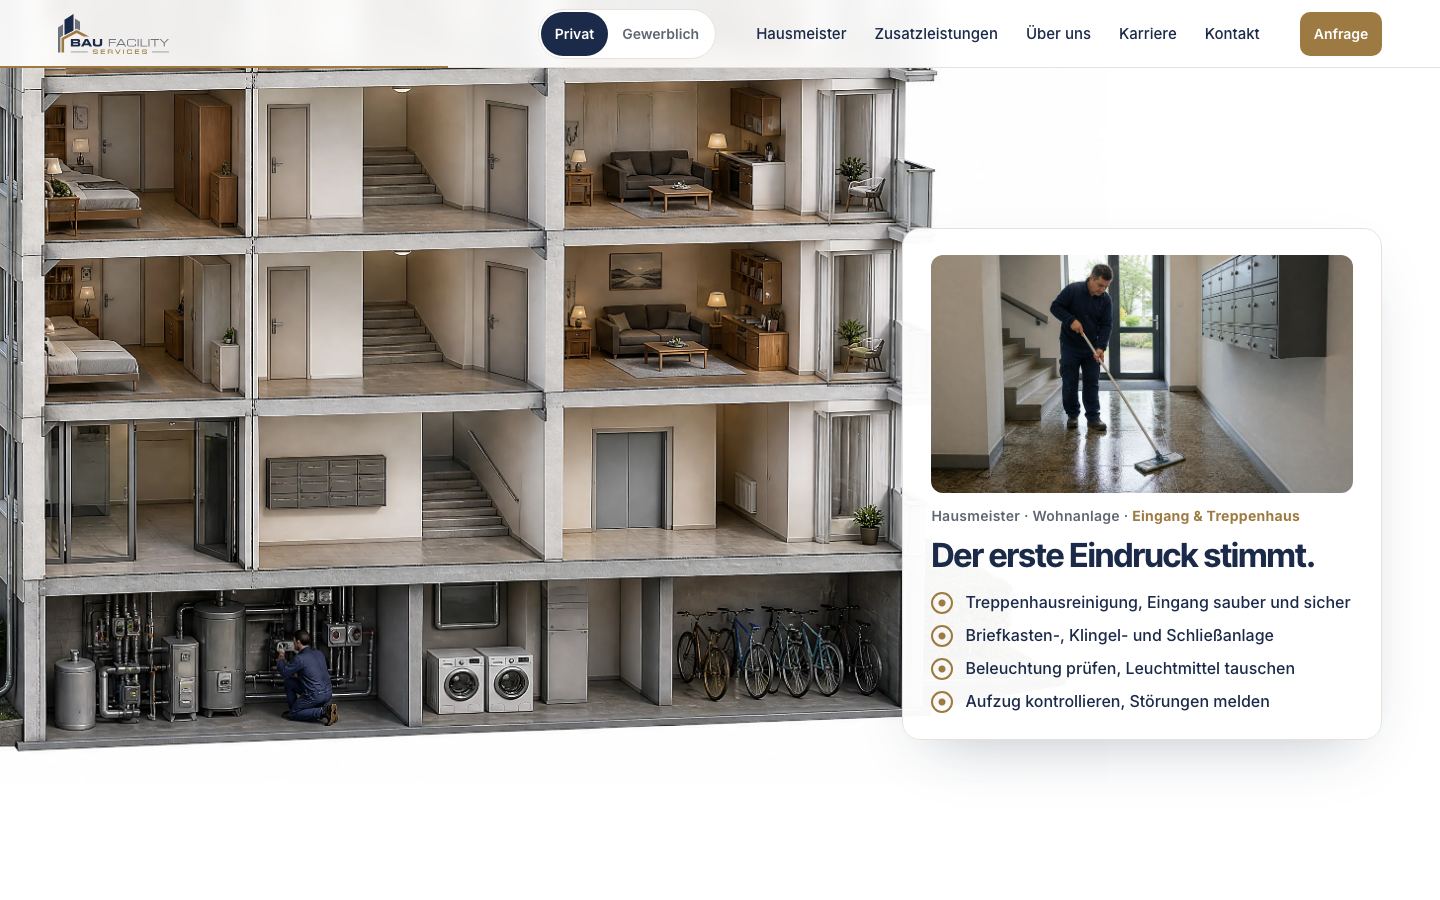 BAU FACILITY
SERVICES
Privat
Gewerblich
Hausmeister
Zusatzleistungen
Über uns
Karriere
Kontakt
Anfrage
Hausmeister · Wohnanlage · Eingang & Treppenhaus
Der erste Eindruck stimmt.
Treppenhausreinigung, Eingang sauber und sicher
Briefkasten-, Klingel- und Schließanlage
Beleuchtung prüfen, Leuchtmittel tauschen
Aufzug kontrollieren, Störungen melden